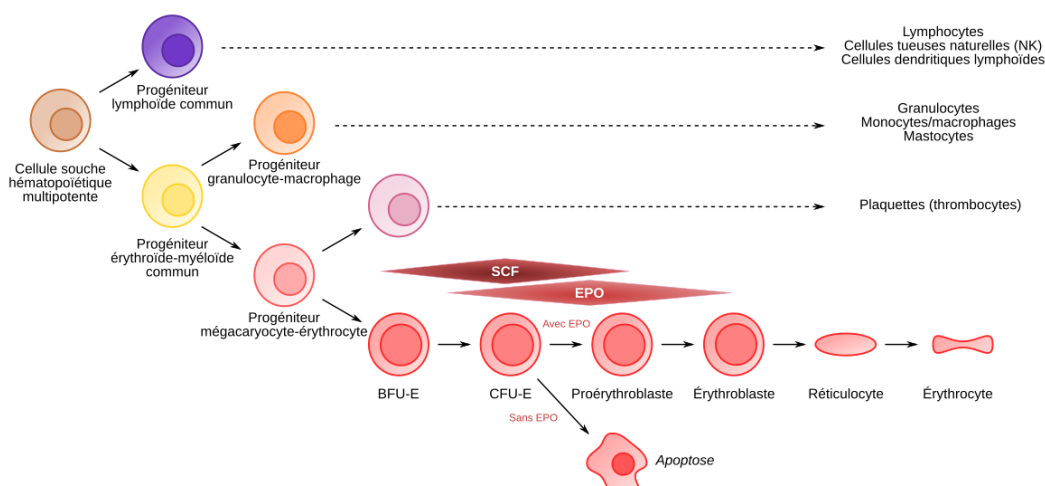 Lymphocytes
Cellules tueuses naturelles (NK)
Cellules dendritiques lymphoïdes
Progéniteur
lymphoïde commun
Granulocytes
Monocytes/macrophages
Mastocytes
Cellule souche
hématopoïétique
multipotente
Progéniteur
granulocyte-macrophage
Plaquettes (thrombocytes)
Progéniteur
érythroïde-myéloïde
commun
SCF
EPO
Progéniteur
mégacaryocyte-érythrocyte
Avec EPO
BFU-E
CFU-E
Proérythroblaste
Érythroblaste
Réticulocyte
Érythrocyte
Sans EPO
Apoptose